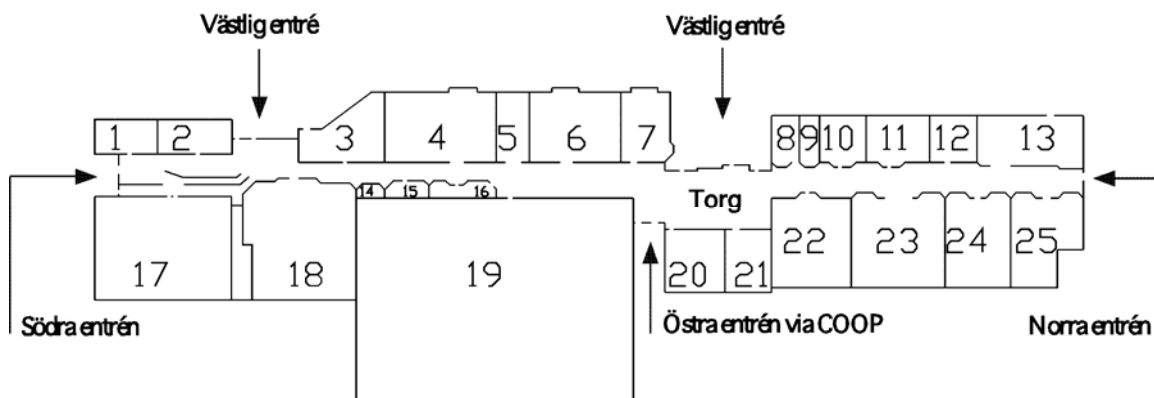 Västlig entré Västlig entré
1 2 3 4 5 6 7 8 9 10 11 12 13
14 15 16
Torg
17 18 19 20 21 22 23 24 25
Södra entrén Östra entrén via COOP Norra entrén